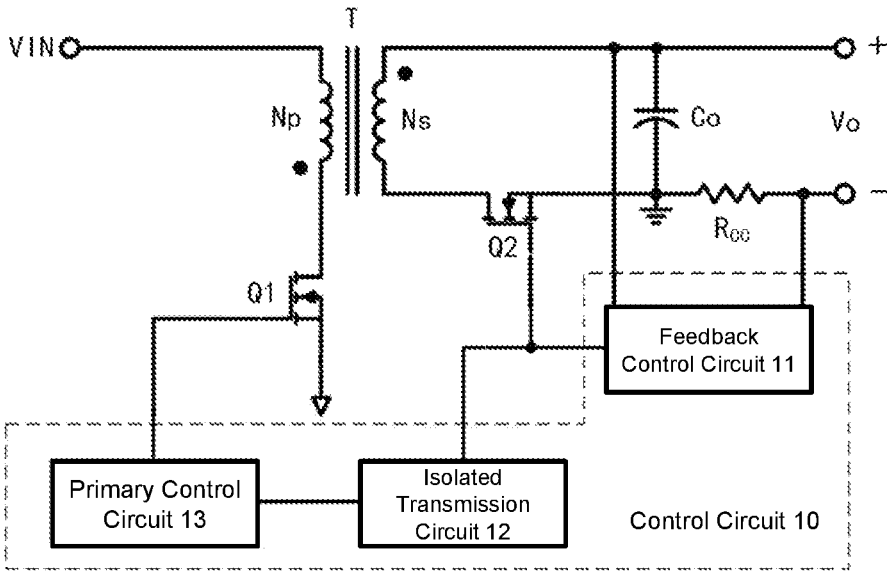 T
VIN
Np
Ns
Co
Vo
+
−
Rcc
Q2
Q1
Feedback
Control Circuit 11
Primary Control
Circuit 13
Isolated
Transmission
Circuit 12
Control Circuit 10